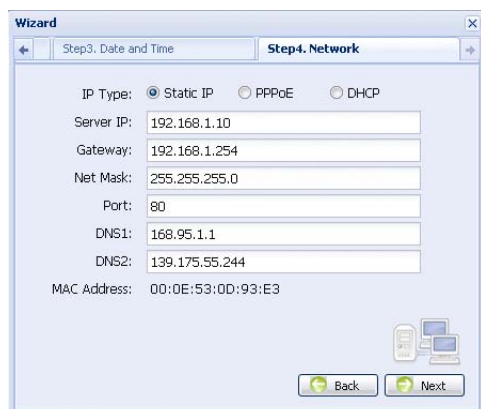 Wizard
Step3. Date and Time Step4. Network
IP Type: Static IP PPPoE DHCP
Server IP: 192.168.1.10
Gateway: 192.168.1.254
Net Mask: 255.255.255.0
Port: 80
DNS1: 168.95.1.1
DNS2: 139.175.55.244
MAC Address: 00:0E:53:0D:93:E3
Back Next